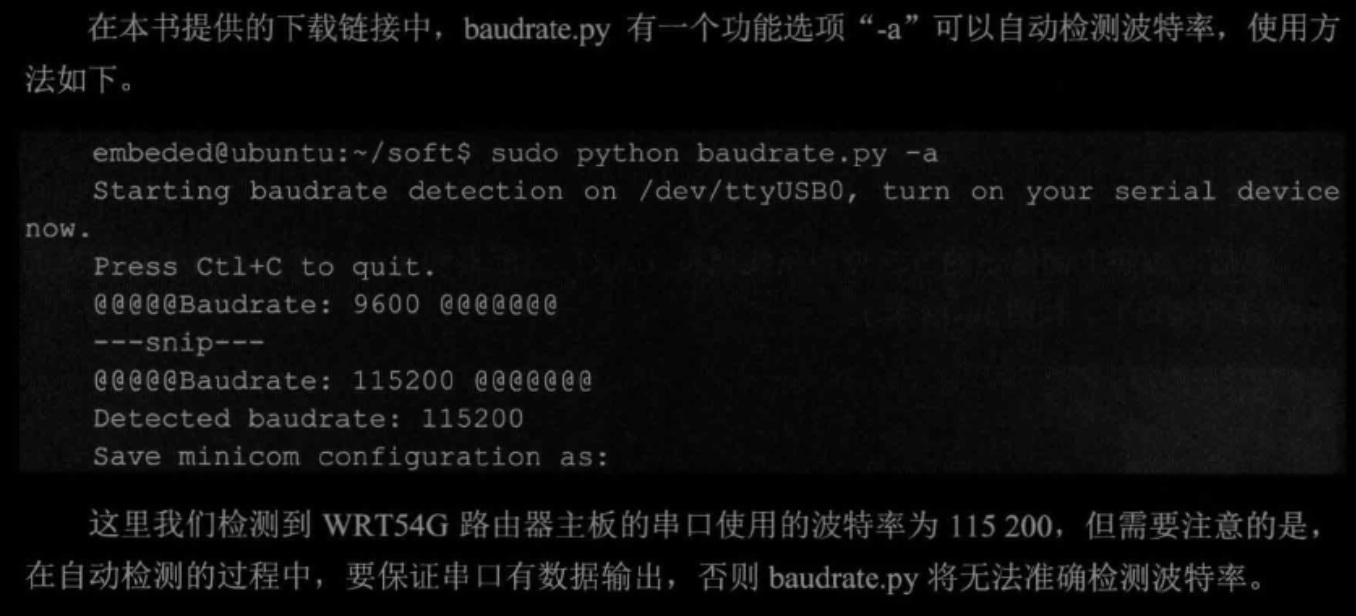 在本书提供的下载链接中，baudrate.py 有一个功能选项“-a”可以自动检测波特率，使用方
法如下。
embeded@ubuntu:~/soft$ sudo python baudrate.py -a
Starting baudrate detection on /dev/ttyUSB0, turn on your serial device
now.
Press Ctl+C to quit.
@@@@@Baudrate: 9600 @@@@@@@
---snip---
@@@@@Baudrate: 115200 @@@@@@@
Detected baudrate: 115200
Save minicom configuration as:
这里我们检测到 WRT54G 路由器主板的串口使用的波特率为 115 200，但需要注意的是，
在自动检测的过程中，要保证串口有数据输出，否则 baudrate.py 将无法准确检测波特率。